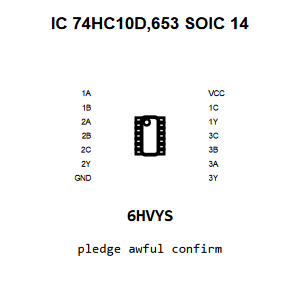 IC 74HC10D,653 SOIC 14
1A VCC
1B 1C
2A 1Y
2B 3C
2C 3B
2Y 3A
GND 3Y
6HVYS
pledge awful confirm